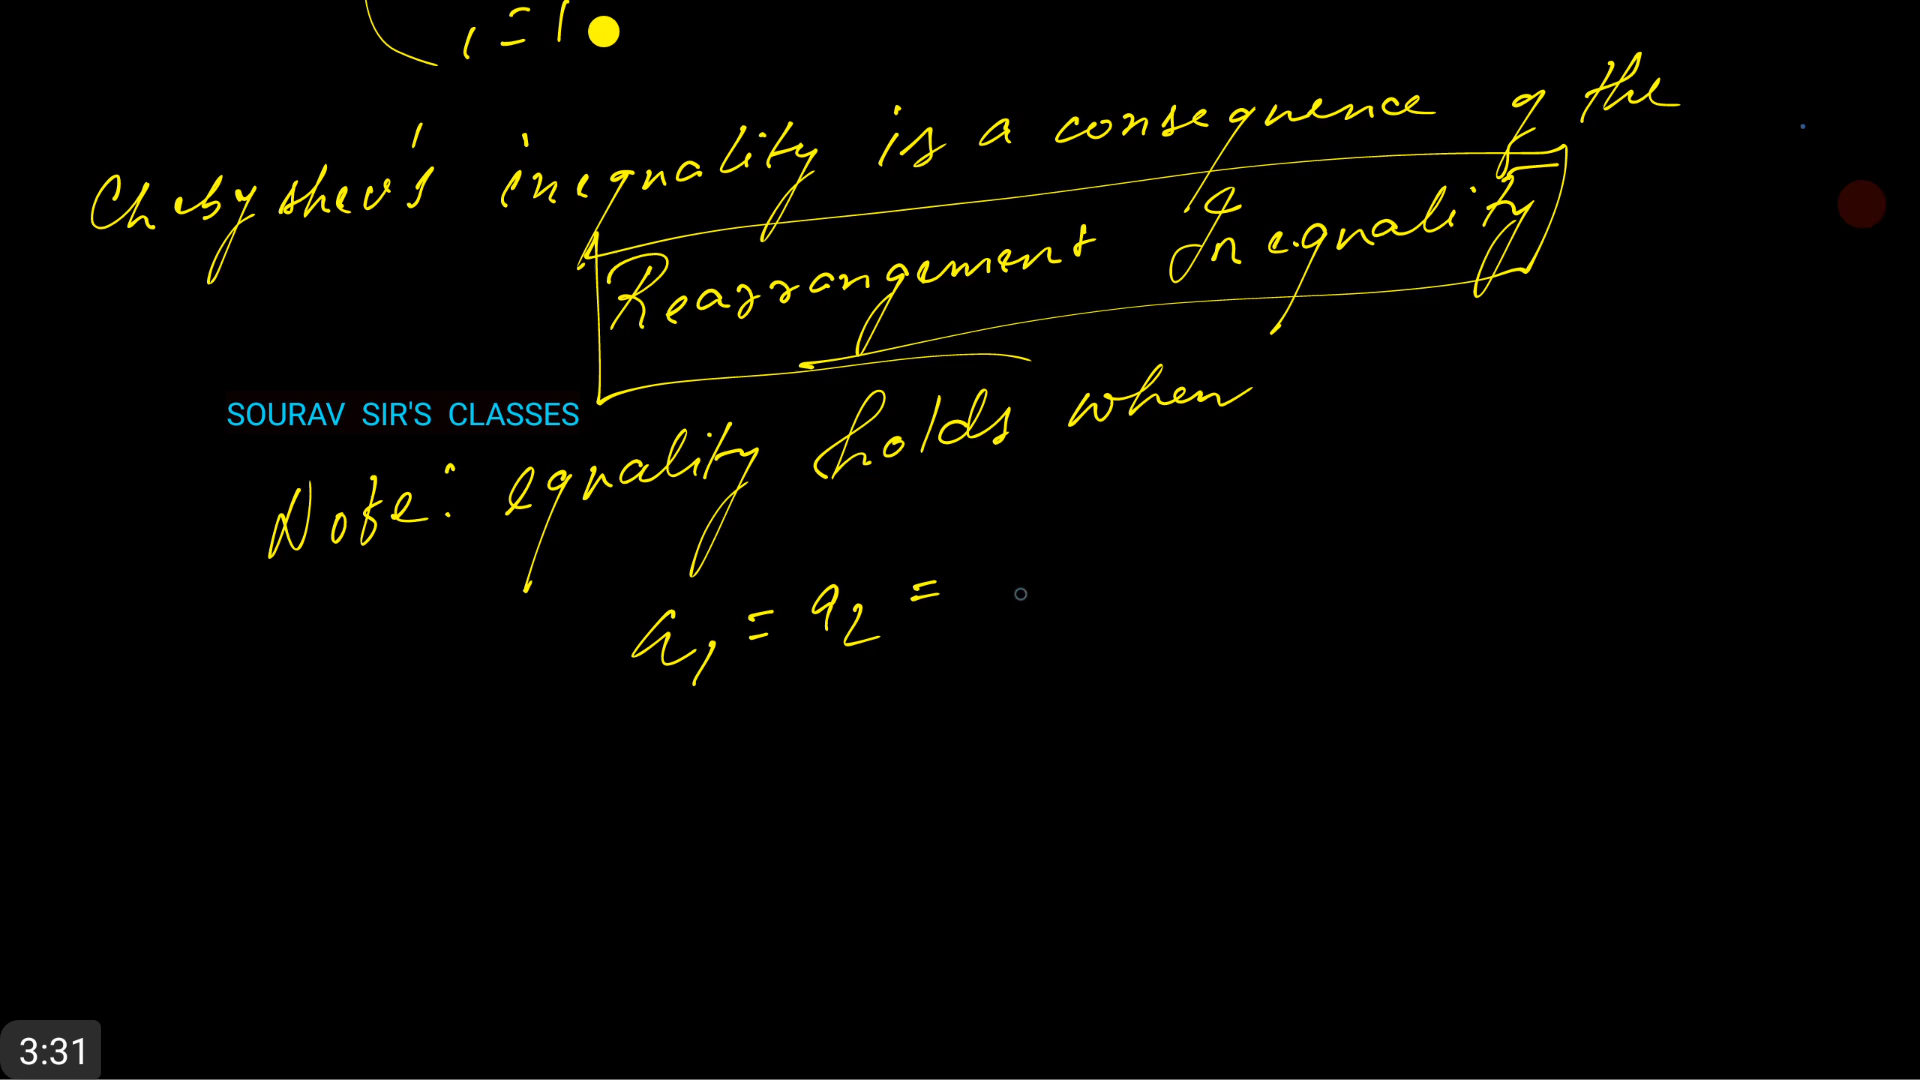 i = 1
Chebyshev's inequality is a consequence of the
Rearrangement Inequality
SOURAV SIR'S CLASSES
Note: equality holds when
a₁ = a₂ =
3:31